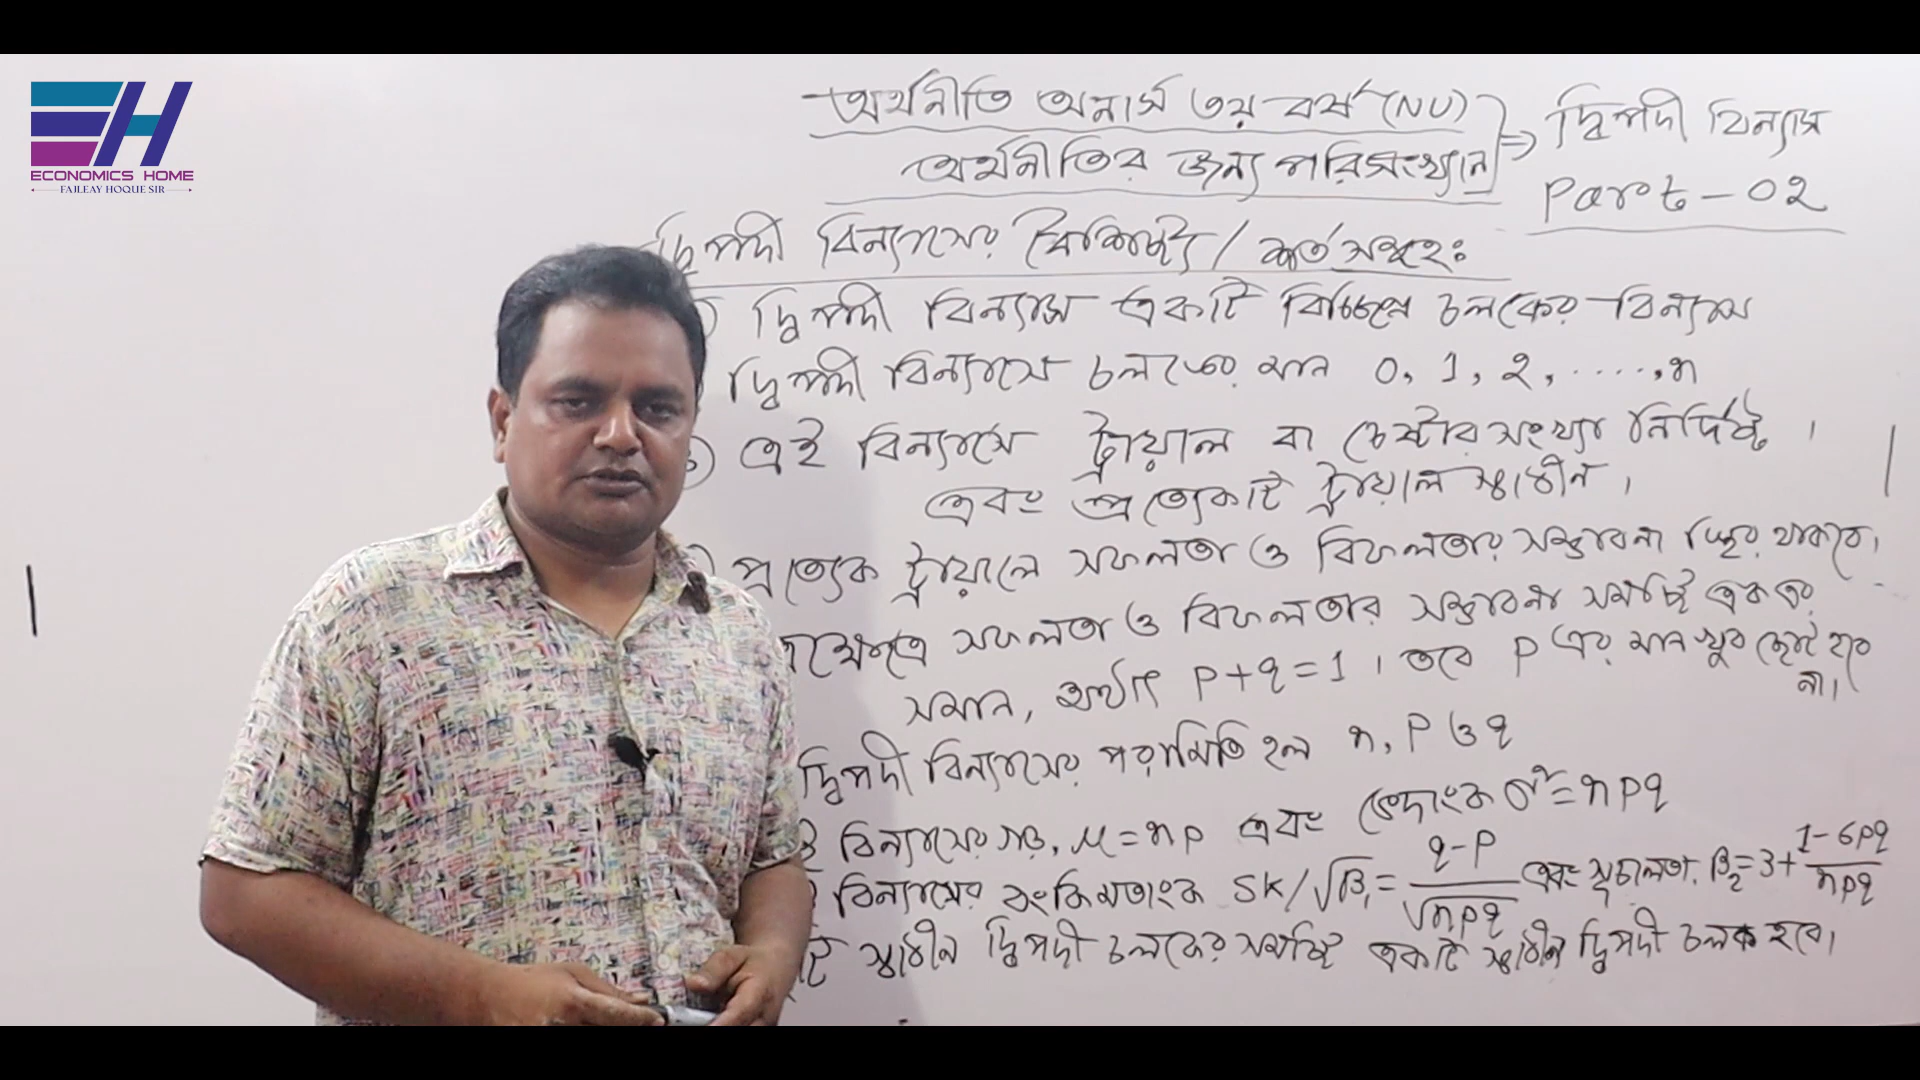 EH
ECONOMICS HOME
FAILEAY HOQUE SIR
অর্থনীতি অনার্স ৩য় বর্ষ (NU)
অর্থনীতির জন্য পরিসংখ্যান
⇒ দ্বিপদী বিন্যাস
Part - 02
দ্বিপদী বিন্যাসের বৈশিষ্ট্য / শর্তসমূহঃ
) দ্বিপদী বিন্যাস একটি বিচ্ছিন্ন চলকের বিন্যাস
) দ্বিপদী বিন্যাসে চলকের মান 0, 1, 2, ....., n
) এই বিন্যাসে ট্রায়াল বা চেষ্টার সংখ্যা নির্দিষ্ট ।
এবং প্রত্যেকটি ট্রায়াল স্বাধীন ।
) প্রত্যেক ট্রায়ালে সফলতা ও বিফলতার সম্ভাবনা স্থির থাকবে।
সফলতা ও বিফলতার সম্ভাবনা সমষ্টি একের
সমান, অর্থাৎ p+q=1 । তবে p এর মান খুব ছোট হবে
না।
দ্বিপদী বিন্যাসের পরামিতি হল n, p ও q
বিন্যাসের গড়, μ = np এবং ভেদাংক σ² = npq
বিন্যাসের বংকিমতাংক SK/√β₁ = (q-p)/√npq এবং সূচালতা, β₂ = 3 + (1-6pq)/npq
টি স্বাধীন দ্বিপদী চলকের সমষ্টি একটি স্বাধীন দ্বিপদী চলক হবে।